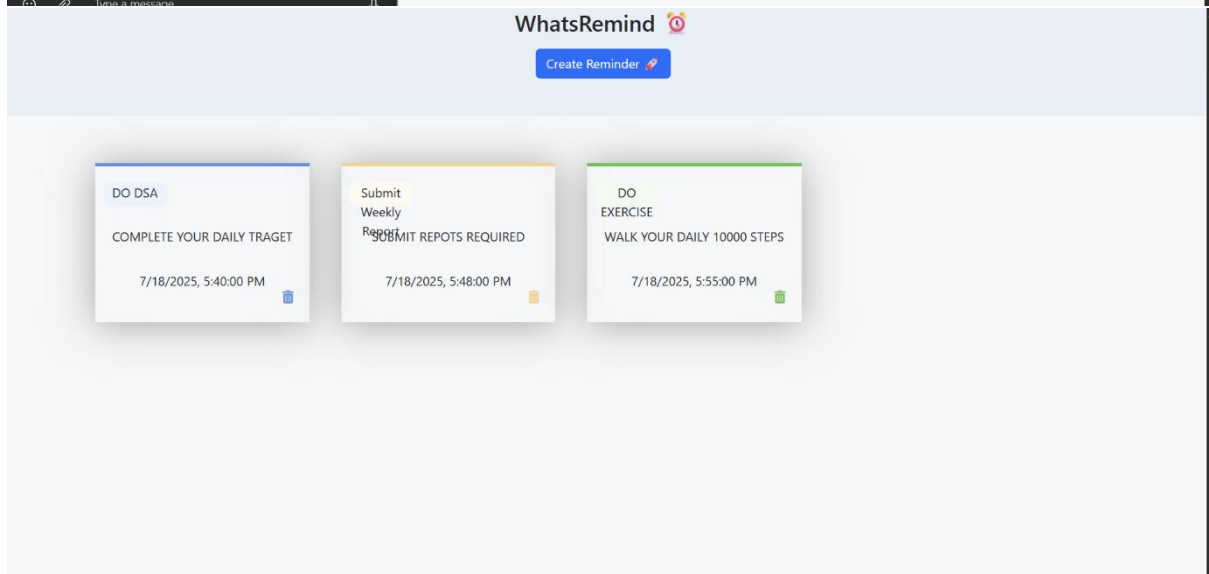 Type a message
WhatsRemind
Create Reminder
DO DSA
COMPLETE YOUR DAILY TRAGET
7/18/2025, 5:40:00 PM
Submit
Weekly
Report
SUBMIT REPOTS REQUIRED
7/18/2025, 5:48:00 PM
DO
EXERCISE
WALK YOUR DAILY 10000 STEPS
7/18/2025, 5:55:00 PM